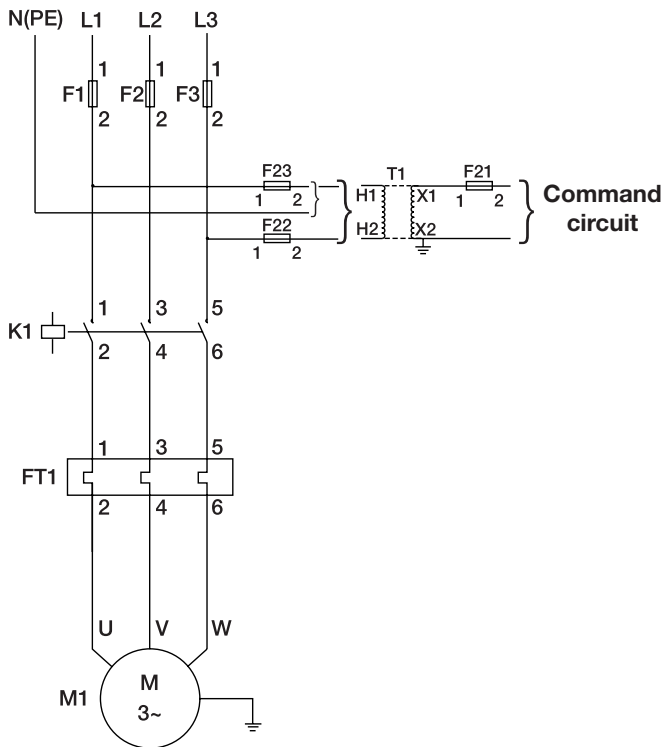 N(PE) L1 L2 L3
1 1 1
F1 F2 F3
2 2 2
F23 T1 F21
1 2 H1 X1 1 2
Command
circuit
H2 X2
F22
1 2
1 3 5
K1
2 4 6
1 3 5
FT1
2 4 6
U V W
M1 M
3~